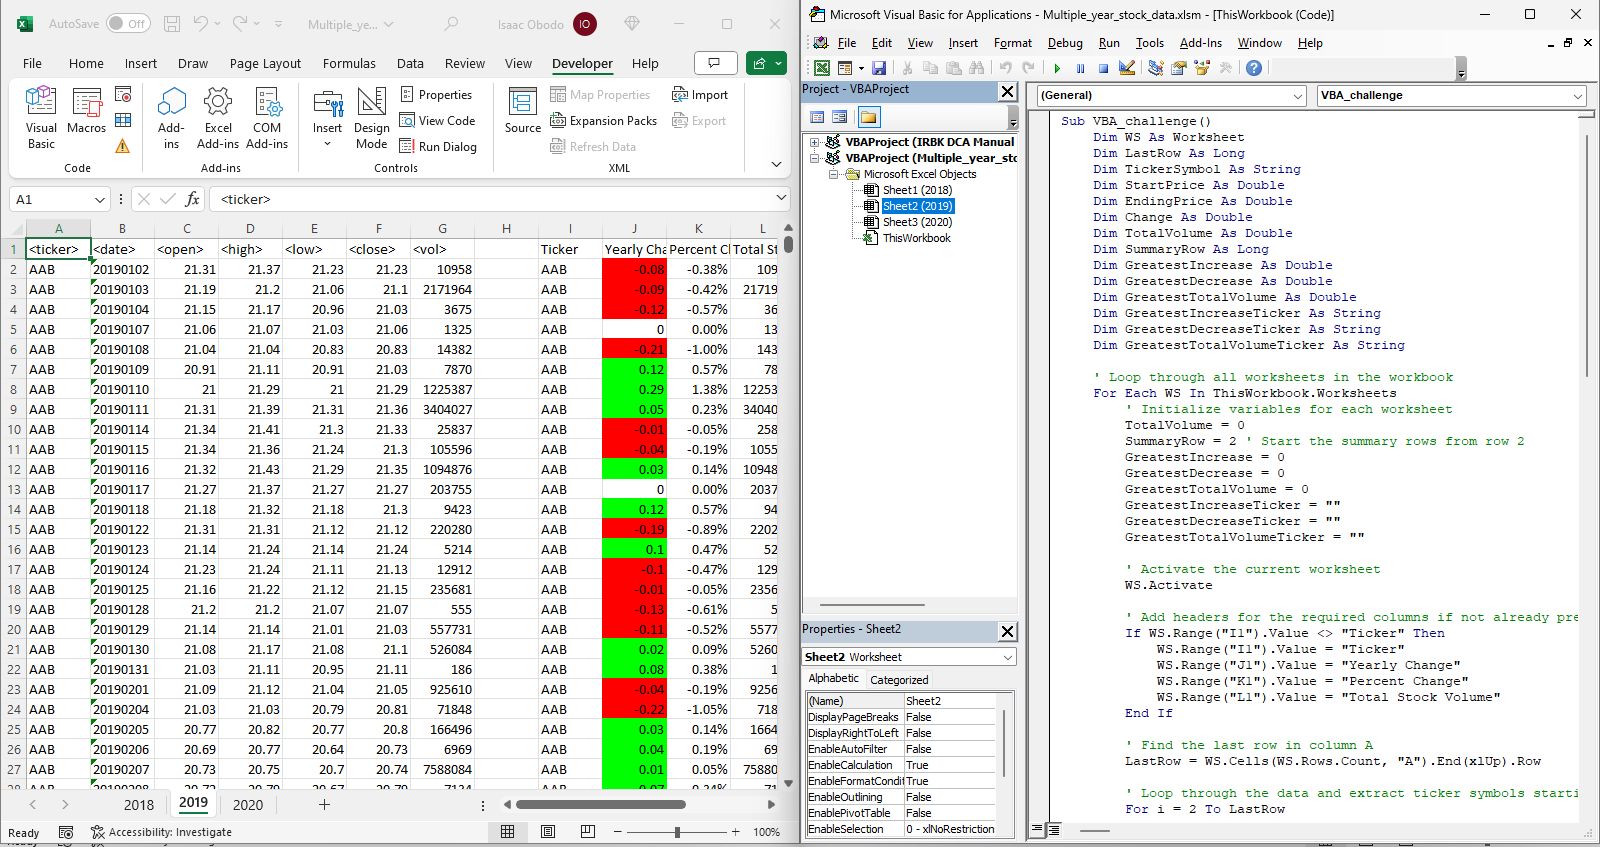 AutoSave Off Multiple_ye... Isaac Obodo IO
File Home Insert Draw Page Layout Formulas Data Review View Developer Help
Visual Basic
Macros
Code
Add-ins
Excel Add-ins
COM Add-ins
Add-ins
Insert
Design Mode
Properties
View Code
Run Dialog
Controls
Source
Map Properties
Expansion Packs
Refresh Data
Import
Export
XML
A1 fx <ticker>
A B C D E F G H I J K L
1 <ticker> <date> <open> <high> <low> <close> <vol> Ticker Yearly Cha Percent Cl Total St
2 AAB 20190102 21.31 21.37 21.23 21.23 10958 AAB -0.08 -0.38% 109
3 AAB 20190103 21.19 21.2 21.06 21.1 2171964 AAB -0.09 -0.42% 21719
4 AAB 20190104 21.15 21.17 20.96 21.03 3675 AAB -0.12 -0.57% 36
5 AAB 20190107 21.06 21.07 21.03 21.06 1325 AAB 0 0.00% 13
6 AAB 20190108 21.04 21.04 20.83 20.83 14382 AAB -0.21 -1.00% 143
7 AAB 20190109 20.91 21.11 20.91 21.03 7870 AAB 0.12 0.57% 78
8 AAB 20190110 21 21.29 21 21.29 1225387 AAB 0.29 1.38% 12253
9 AAB 20190111 21.31 21.39 21.31 21.36 3404027 AAB 0.05 0.23% 34040
10 AAB 20190114 21.34 21.41 21.3 21.33 25837 AAB -0.01 -0.05% 258
11 AAB 20190115 21.34 21.36 21.24 21.3 105596 AAB -0.04 -0.19% 1055
12 AAB 20190116 21.32 21.43 21.29 21.35 1094876 AAB 0.03 0.14% 10948
13 AAB 20190117 21.27 21.37 21.27 21.27 203755 AAB 0 0.00% 2037
14 AAB 20190118 21.18 21.32 21.18 21.3 9423 AAB 0.12 0.57% 94
15 AAB 20190122 21.31 21.31 21.12 21.12 220280 AAB -0.19 -0.89% 2202
16 AAB 20190123 21.14 21.24 21.14 21.24 5214 AAB 0.1 0.47% 52
17 AAB 20190124 21.23 21.24 21.11 21.13 12912 AAB -0.1 -0.47% 129
18 AAB 20190125 21.16 21.22 21.12 21.15 235681 AAB -0.01 -0.05% 2356
19 AAB 20190128 21.2 21.2 21.07 21.07 555 AAB -0.13 -0.61% 5
20 AAB 20190129 21.14 21.14 21.01 21.03 557731 AAB -0.11 -0.52% 5577
21 AAB 20190130 21.08 21.17 21.08 21.1 526084 AAB 0.02 0.09% 5260
22 AAB 20190131 21.03 21.11 20.95 21.11 186 AAB 0.08 0.38% 1
23 AAB 20190201 21.09 21.12 21.04 21.05 925610 AAB -0.04 -0.19% 9256
24 AAB 20190204 21.03 21.03 20.79 20.81 71848 AAB -0.22 -1.05% 718
25 AAB 20190205 20.77 20.82 20.77 20.8 166496 AAB 0.03 0.14% 1664
26 AAB 20190206 20.69 20.77 20.64 20.73 6969 AAB 0.04 0.19% 69
27 AAB 20190207 20.73 20.75 20.7 20.74 7588084 AAB 0.01 0.05% 75880
2018 2019 2020
Ready Accessibility: Investigate 100%
Microsoft Visual Basic for Applications - Multiple_year_stock_data.xlsm - [ThisWorkbook (Code)]
File Edit View Insert Format Debug Run Tools Add-Ins Window Help
Project - VBAProject
VBAProject (IRBK DCA Manual
VBAProject (Multiple_year_sto
Microsoft Excel Objects
Sheet1 (2018)
Sheet2 (2019)
Sheet3 (2020)
ThisWorkbook
Properties - Sheet2
Sheet2 Worksheet
Alphabetic Categorized
(Name) Sheet2
DisplayPageBreaks False
DisplayRightToLeft False
EnableAutoFilter False
EnableCalculation True
EnableFormatCondit True
EnableOutlining False
EnablePivotTable False
EnableSelection 0 - xlNoRestriction
(General) VBA_challenge
Sub VBA_challenge()
Dim WS As Worksheet
Dim LastRow As Long
Dim TickerSymbol As String
Dim StartPrice As Double
Dim EndingPrice As Double
Dim Change As Double
Dim TotalVolume As Double
Dim SummaryRow As Long
Dim GreatestIncrease As Double
Dim GreatestDecrease As Double
Dim GreatestTotalVolume As Double
Dim GreatestIncreaseTicker As String
Dim GreatestDecreaseTicker As String
Dim GreatestTotalVolumeTicker As String
' Loop through all worksheets in the workbook
For Each WS In ThisWorkbook.Worksheets
' Initialize variables for each worksheet
TotalVolume = 0
SummaryRow = 2 ' Start the summary rows from row 2
GreatestIncrease = 0
GreatestDecrease = 0
GreatestTotalVolume = 0
GreatestIncreaseTicker = ""
GreatestDecreaseTicker = ""
GreatestTotalVolumeTicker = ""
' Activate the current worksheet
WS.Activate
' Add headers for the required columns if not already pre
If WS.Range("I1").Value <> "Ticker" Then
WS.Range("I1").Value = "Ticker"
WS.Range("J1").Value = "Yearly Change"
WS.Range("K1").Value = "Percent Change"
WS.Range("L1").Value = "Total Stock Volume"
End If
' Find the last row in column A
LastRow = WS.Cells(WS.Rows.Count, "A").End(xlUp).Row
' Loop through the data and extract ticker symbols starti
For i = 2 To LastRow